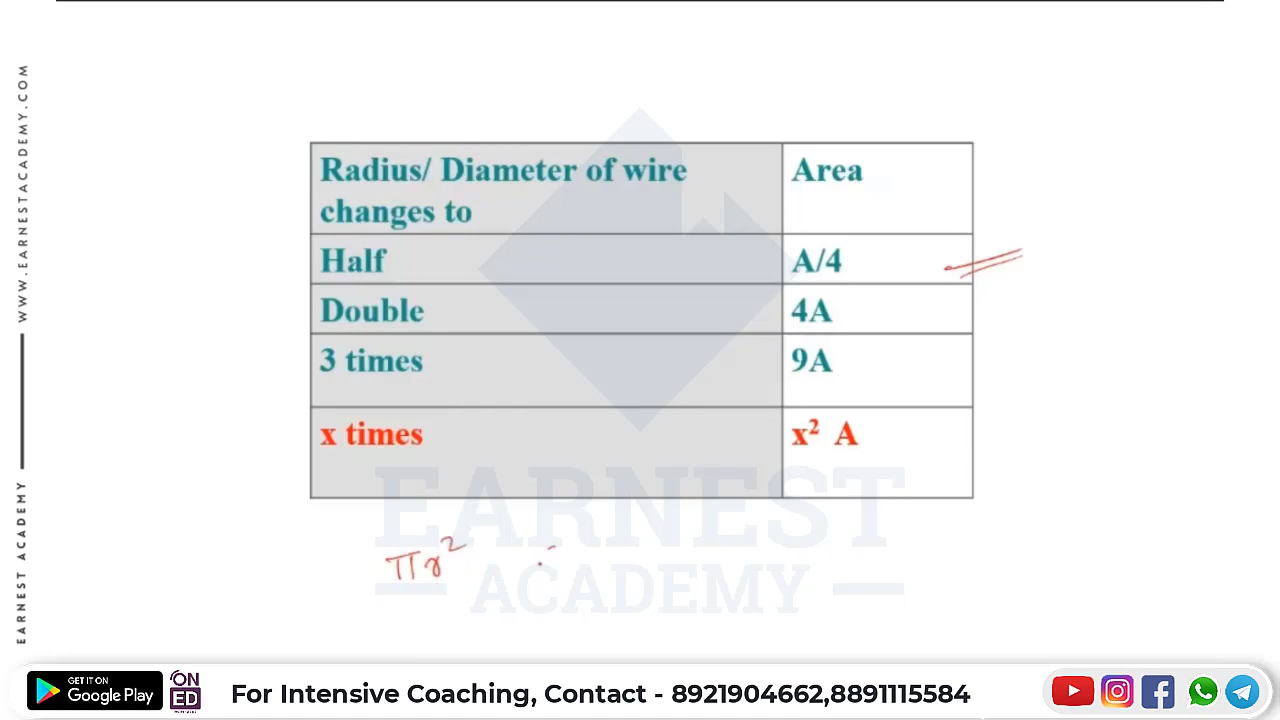 WWW.EARNESTACADEMY.COM
EARNEST ACADEMY
Radius/ Diameter of wire changes to
Area
Half
A/4
Double
4A
3 times
9A
x times
x² A
EARNEST
ACADEMY
πr²
GET IT ON
Google Play
ON
ED
For Intensive Coaching, Contact - 8921904662,8891115584